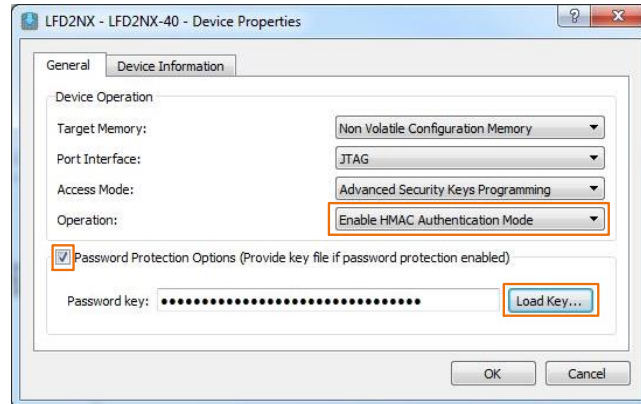 LFD2NX - LFD2NX-40 - Device Properties
General Device Information
Device Operation
Target Memory: Non Volatile Configuration Memory
Port Interface: JTAG
Access Mode: Advanced Security Keys Programming
Operation: Enable HMAC Authentication Mode
Password Protection Options (Provide key file if password protection enabled)
Password key: ●●●●●●●●●●●●●●●●●●●●●●●●●●●●●●●● Load Key...
OK Cancel